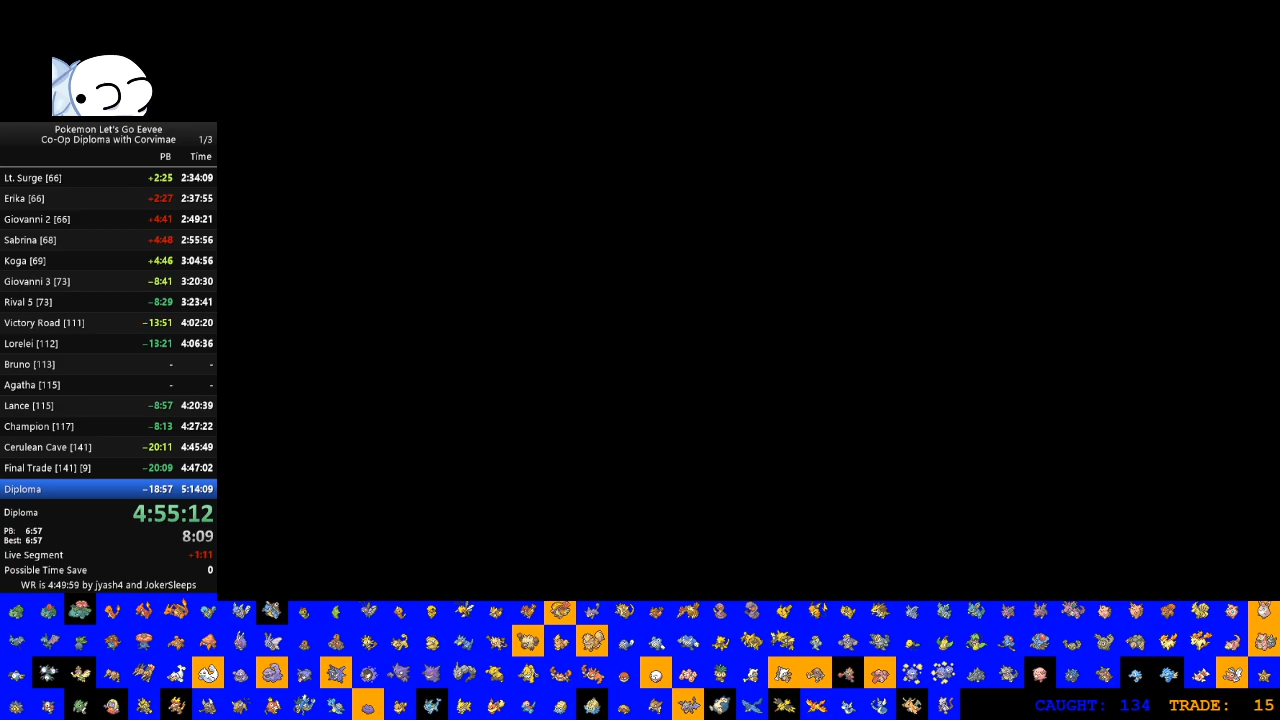 Pokemon Let's Go Eevee
Co-Op Diploma with Corvimae 1/3
PB Time
Lt. Surge [66] +2:25 2:34:09
Erika [66] +2:27 2:37:55
Giovanni 2 [66] +4:41 2:49:21
Sabrina [68] +4:48 2:55:56
Koga [69] +4:46 3:04:56
Giovanni 3 [73] −8:41 3:20:30
Rival 5 [73] −8:29 3:23:41
Victory Road [111] −13:51 4:02:20
Lorelei [112] −13:21 4:06:36
Bruno [113] - -
Agatha [115] - -
Lance [115] −8:57 4:20:39
Champion [117] −8:13 4:27:22
Cerulean Cave [141] −20:11 4:45:49
Final Trade [141] [9] −20:09 4:47:02
Diploma −18:57 5:14:09
Diploma 4:55:12
PB: 6:57
Best: 6:57 8:09
Live Segment +1:11
Possible Time Save 0
WR is 4:49:59 by jyash4 and JokerSleeps
CAUGHT: 134 TRADE: 15